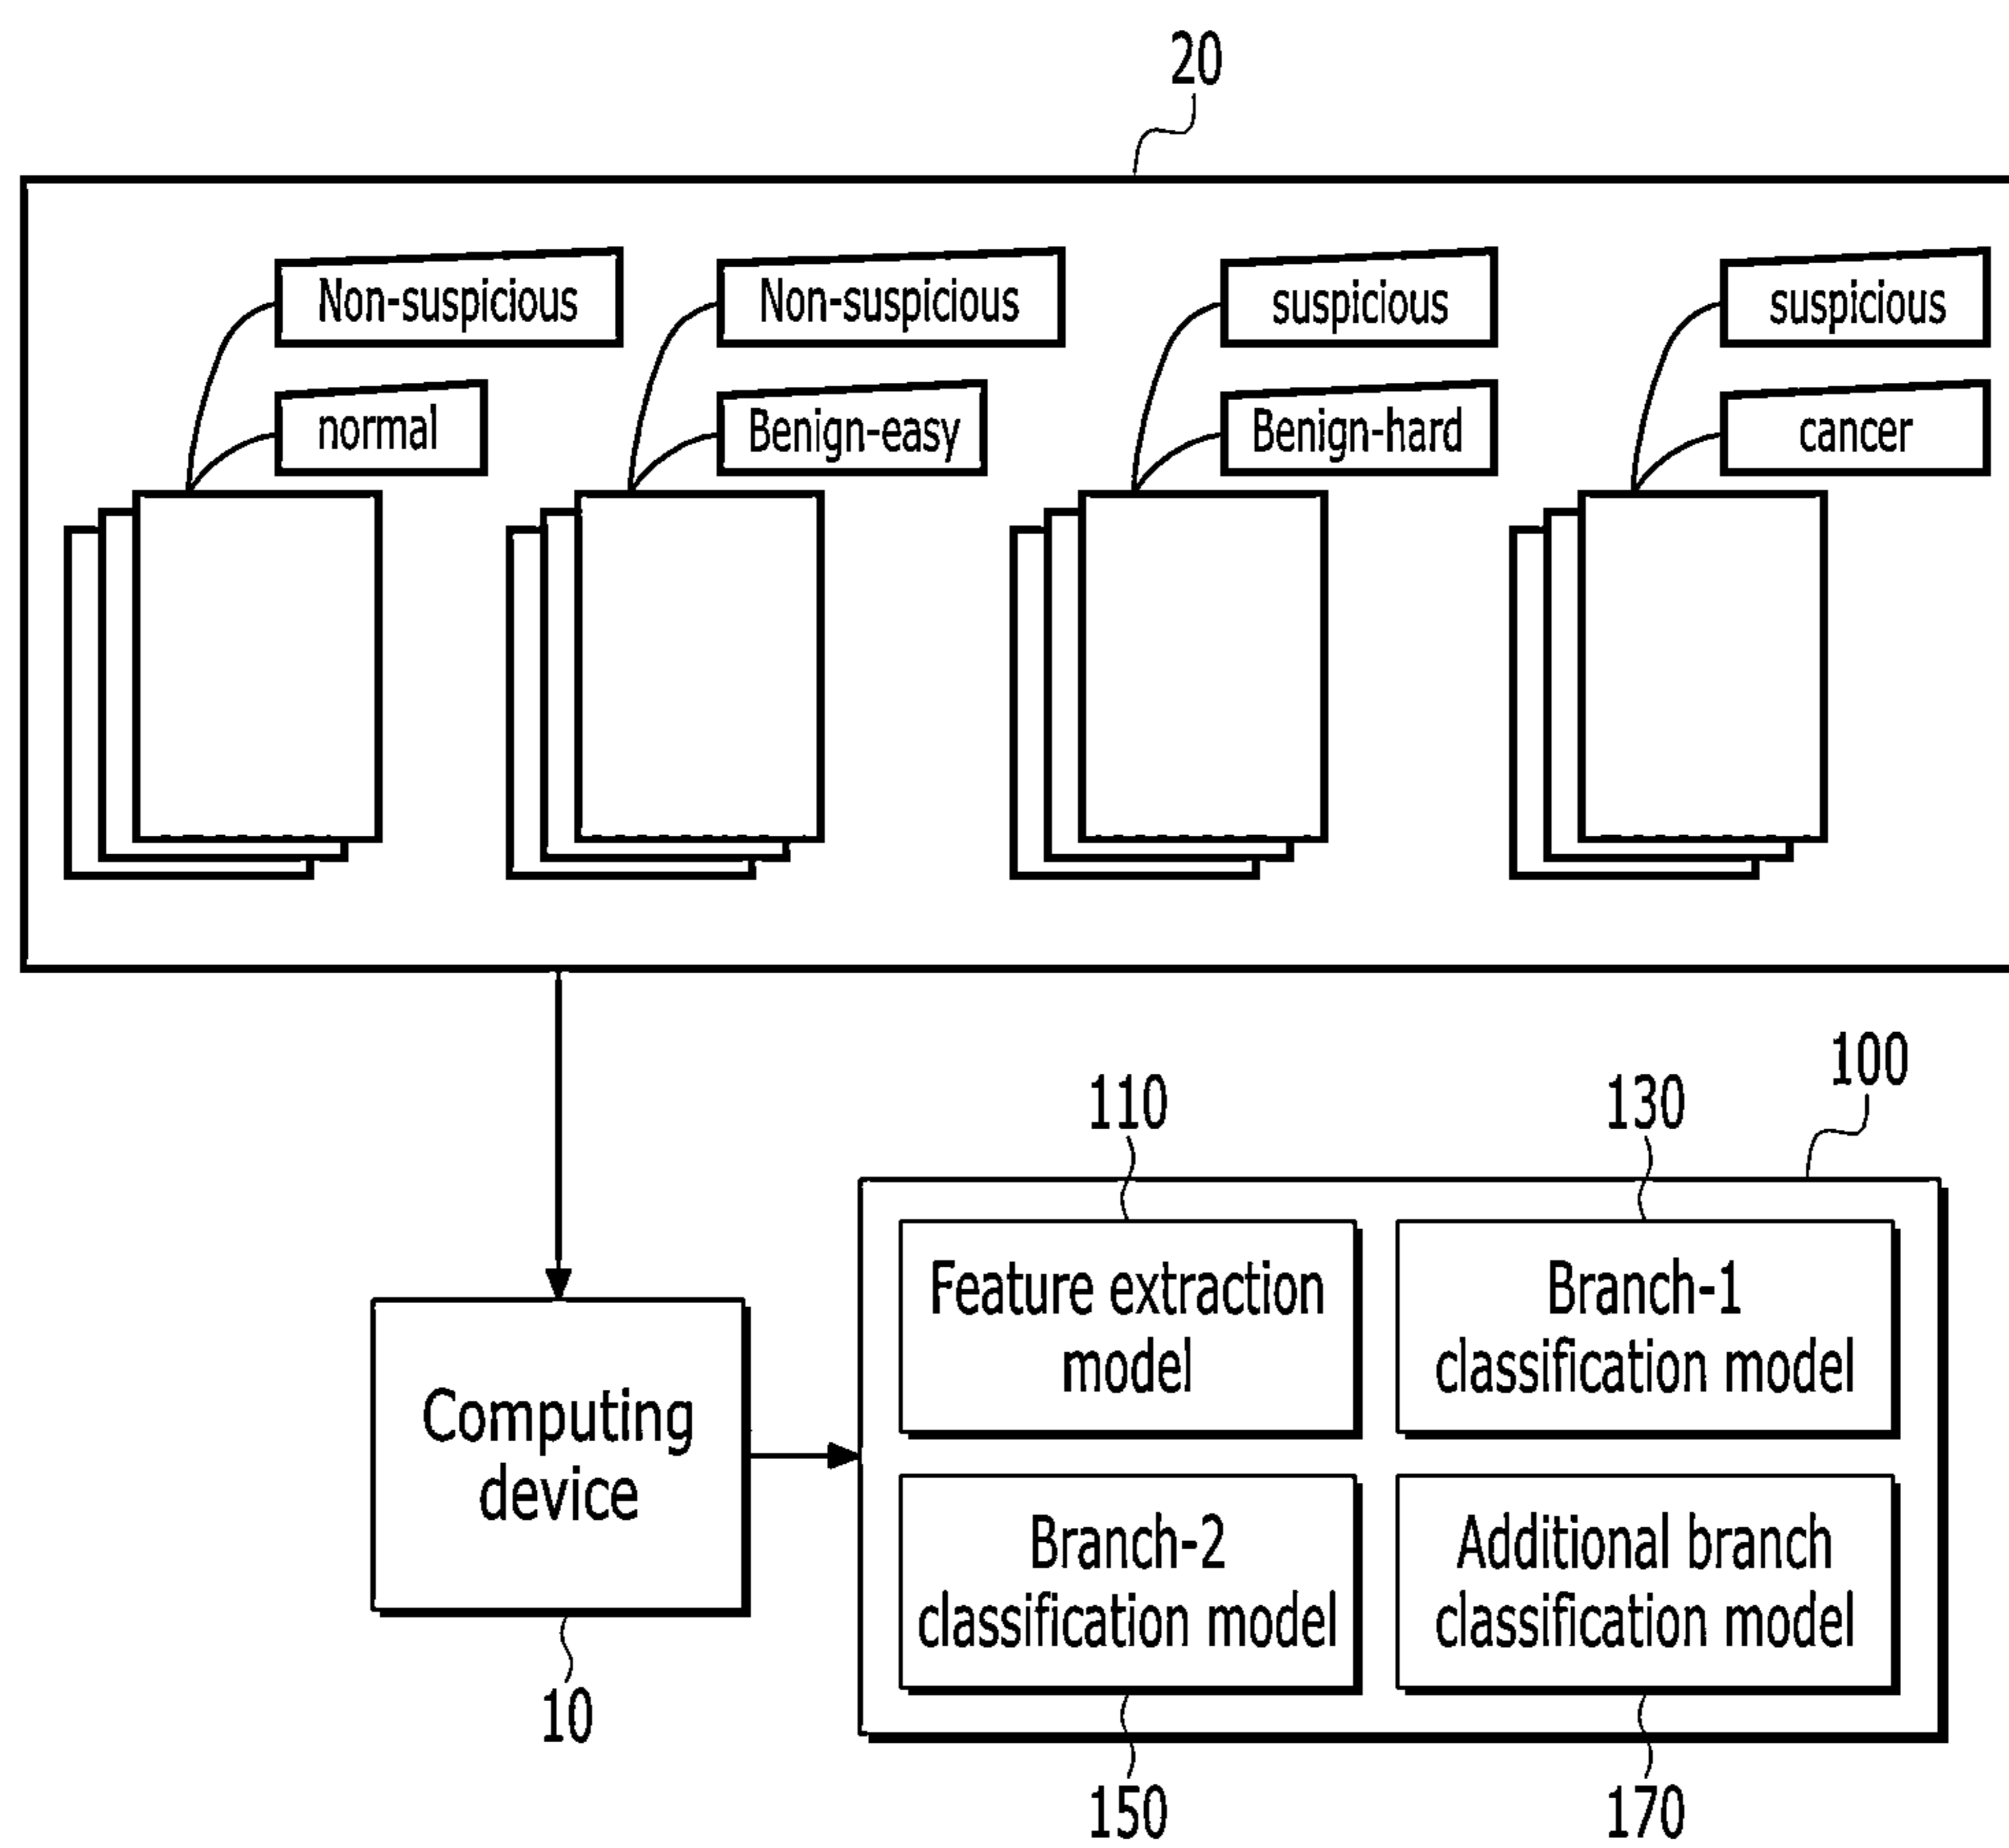 20
Non-suspicious
Non-suspicious
suspicious
suspicious
normal
Benign-easy
Benign-hard
cancer
100
110
130
Feature extraction
model
Branch-1
classification model
Computing
device
Branch-2
classification model
Additional branch
classification model
10
150
170